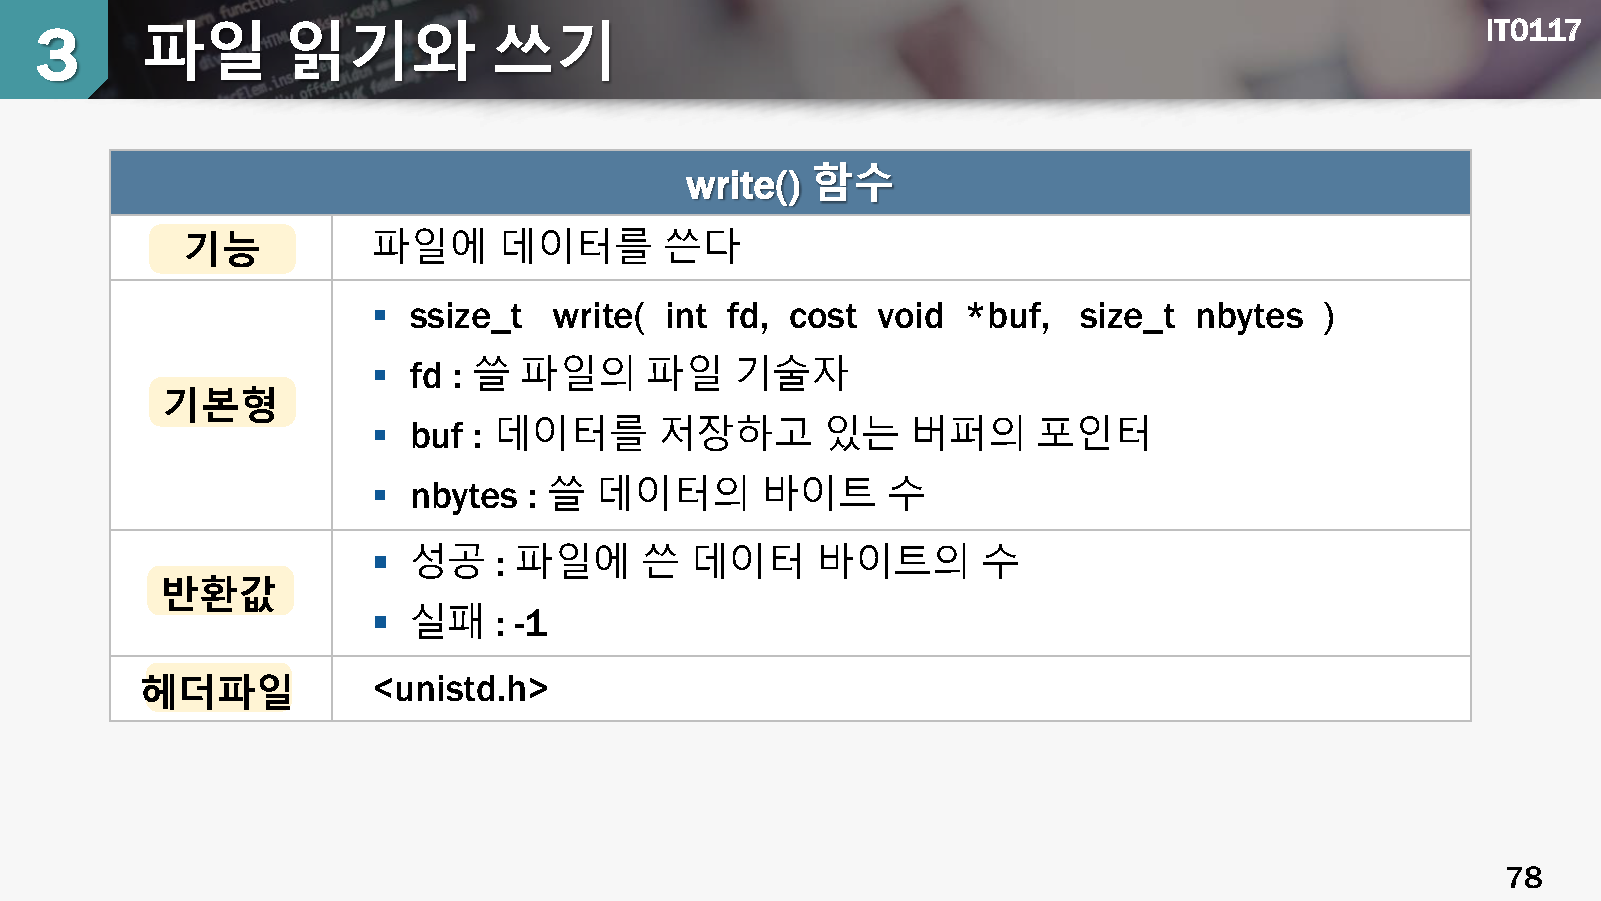 3
파일 읽기와 쓰기
IT0117
write() 함수
기능
파일에 데이터를 쓴다
기본형
▪ ssize_t write( int fd, cost void *buf, size_t nbytes )
▪ fd : 쓸 파일의 파일 기술자
▪ buf : 데이터를 저장하고 있는 버퍼의 포인터
▪ nbytes : 쓸 데이터의 바이트 수
반환값
▪ 성공 : 파일에 쓴 데이터 바이트의 수
▪ 실패 : -1
헤더파일
<unistd.h>
78